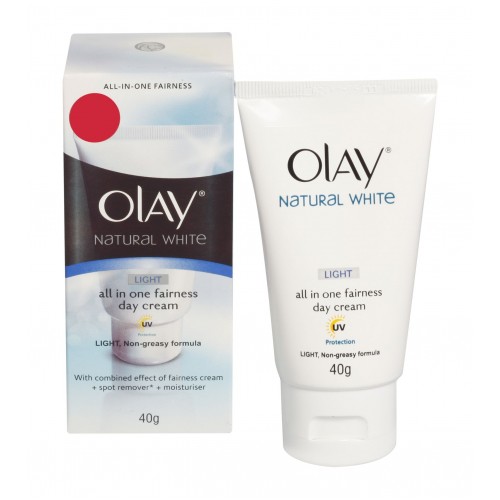 ALL-IN-ONE FAIRNESS
OLAY®
NATURAL WHITE
LIGHT
all in one fairness
day cream
UV
Protection
LIGHT, Non-greasy formula
With combined effect of fairness cream
+ spot remover* + moisturiser
40g
OLAY®
NATURAL WHITE
LIGHT
all in one fairness
day cream
UV
Protection
LIGHT, Non-greasy formula
40g